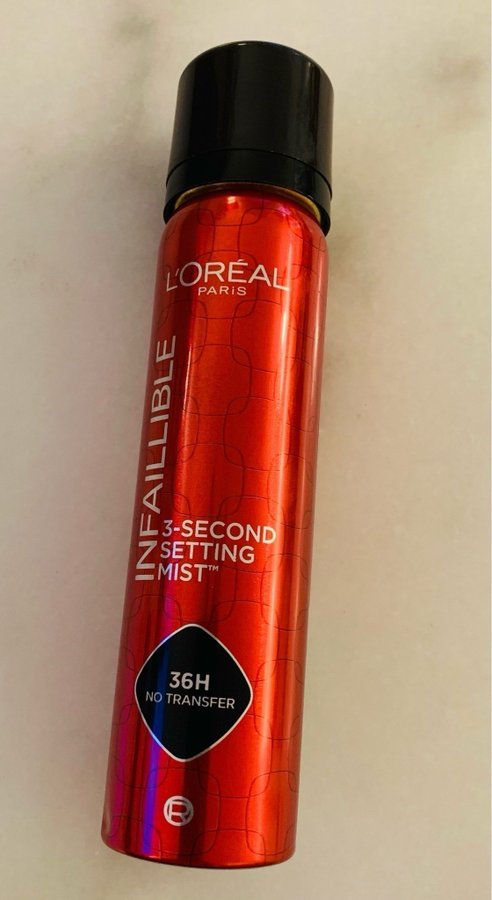 L'ORÉAL
PARiS
INFAILLIBLE
3-SECOND
SETTING
MIST™
36H
NO TRANSFER
R